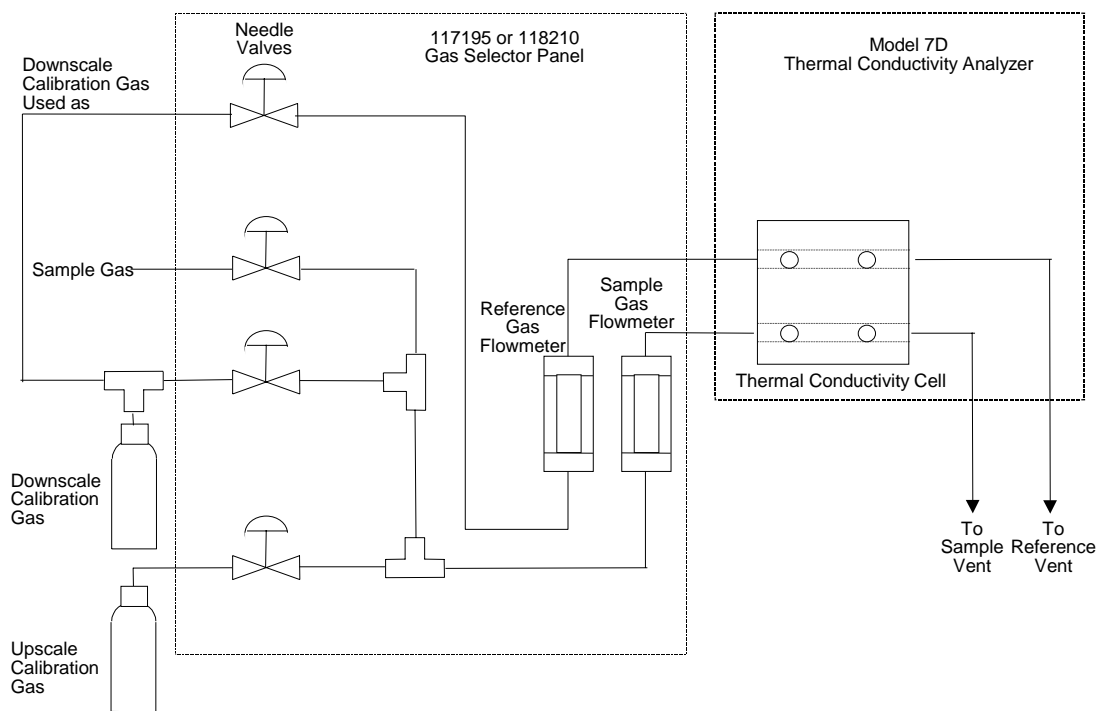 Needle
Valves
117195 or 118210
Gas Selector Panel
Model 7D
Thermal Conductivity Analyzer
Downscale
Calibration Gas
Used as
Sample Gas
Reference
Gas
Flowmeter
Sample
Gas
Flowmeter
Thermal Conductivity Cell
Downscale
Calibration
Gas
To
Sample
Vent
To
Reference
Vent
Upscale
Calibration
Gas